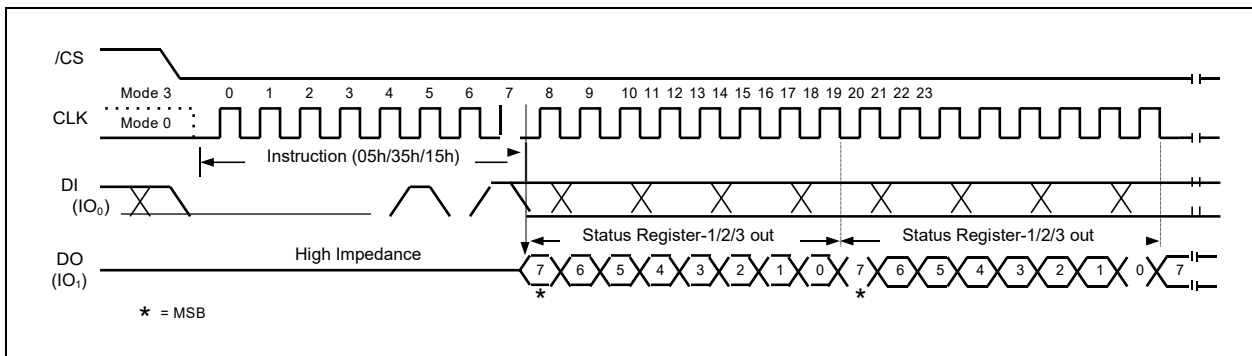 /CS
Mode 3 0 1 2 3 4 5 6 7 8 9 10 11 12 13 14 15 16 17 18 19 20 21 22 23
CLK Mode 0
Instruction (05h/35h/15h)
DI
(IO0)
Status Register-1/2/3 out Status Register-1/2/3 out
High Impedance
DO
(IO1)
7 6 5 4 3 2 1 0 7 6 5 4 3 2 1 0 7
* *
* = MSB